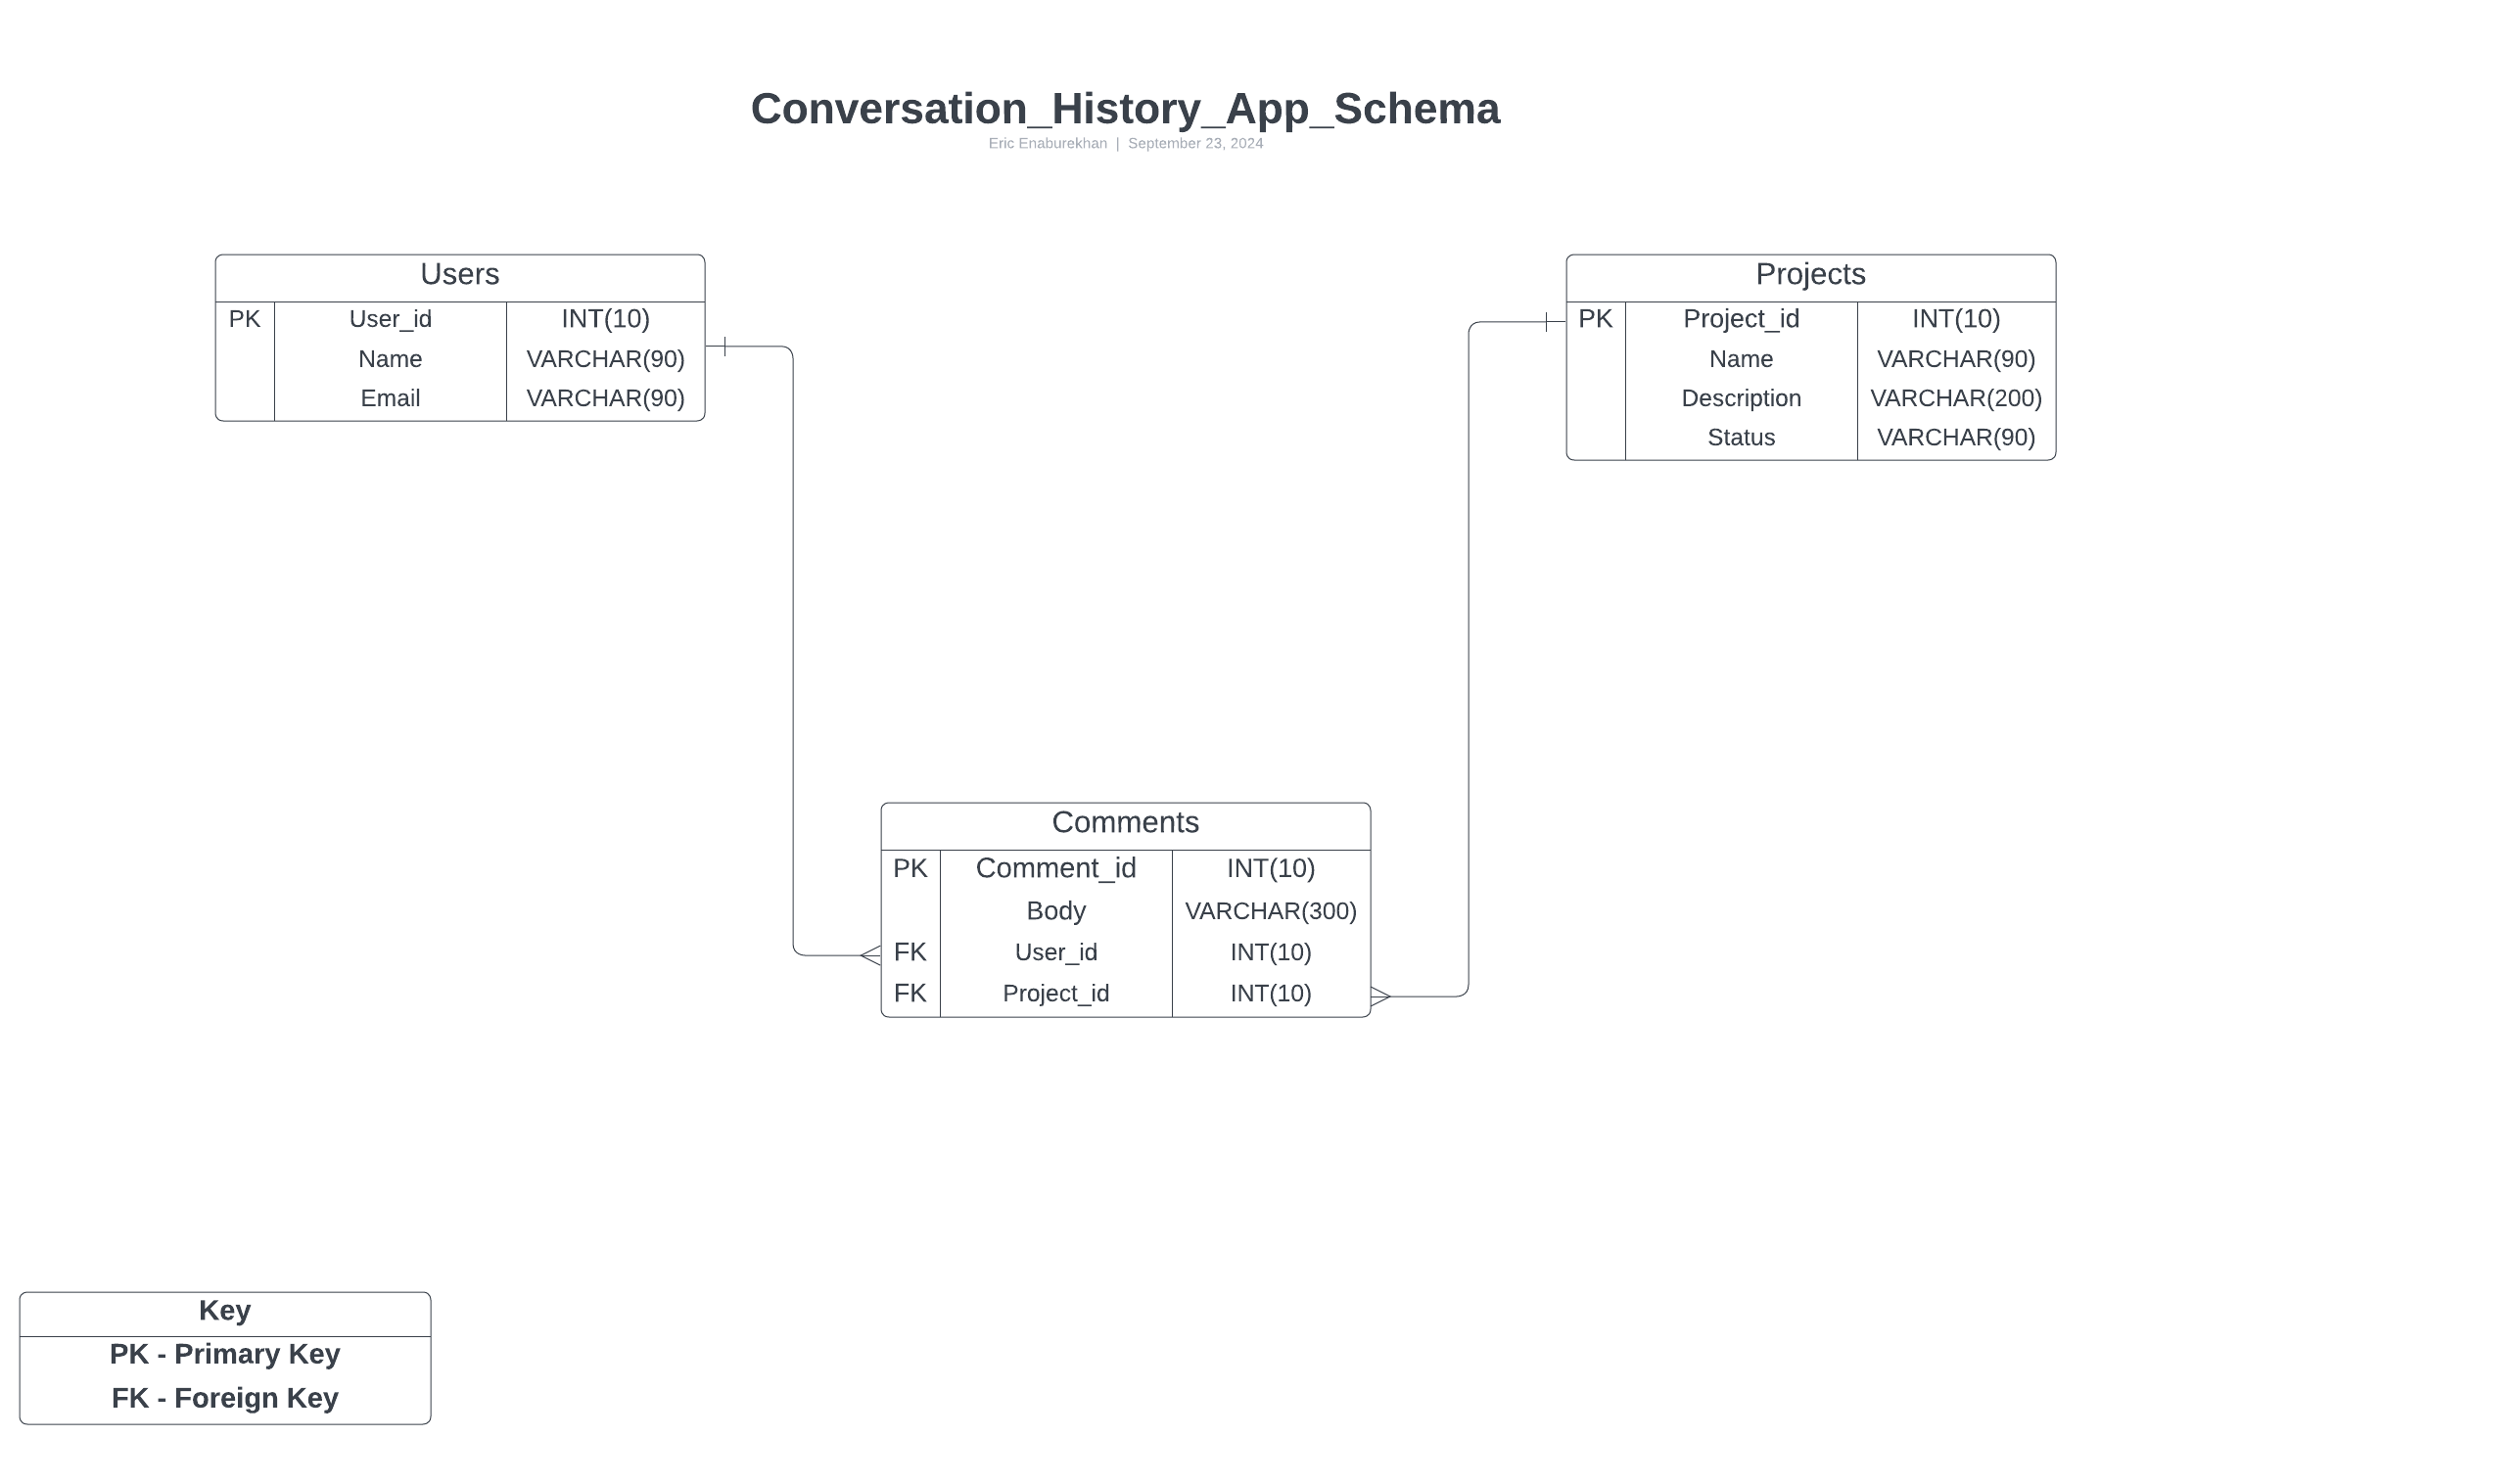 Conversation_History_App_Schema
Eric Enaburekhan | September 23, 2024
Users
PK User_id INT(10)
Name VARCHAR(90)
Email VARCHAR(90)
Projects
PK Project_id INT(10)
Name VARCHAR(90)
Description VARCHAR(200)
Status VARCHAR(90)
Comments
PK Comment_id INT(10)
Body VARCHAR(300)
FK User_id INT(10)
FK Project_id INT(10)
Key
PK - Primary Key
FK - Foreign Key